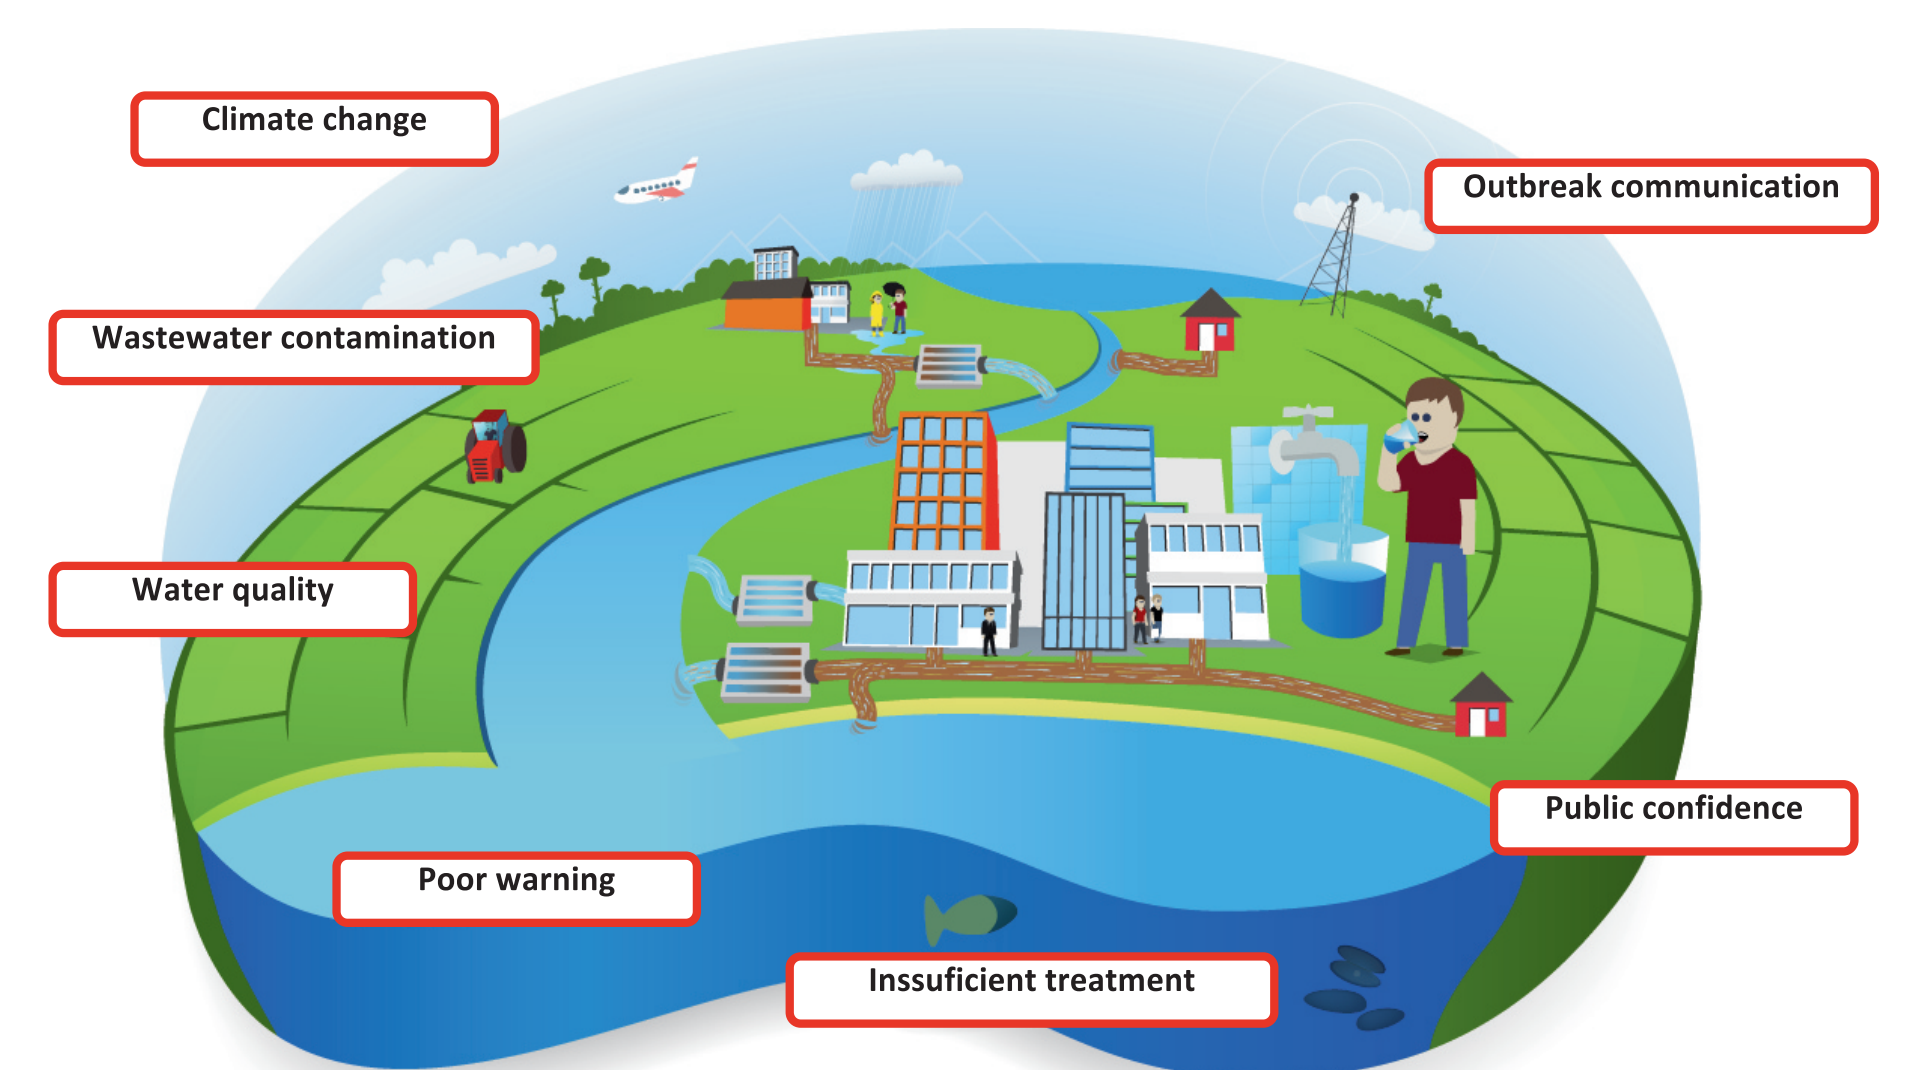 Climate change
Outbreak communication
Wastewater contamination
Water quality
Public confidence
Poor warning
Inssuficient treatment